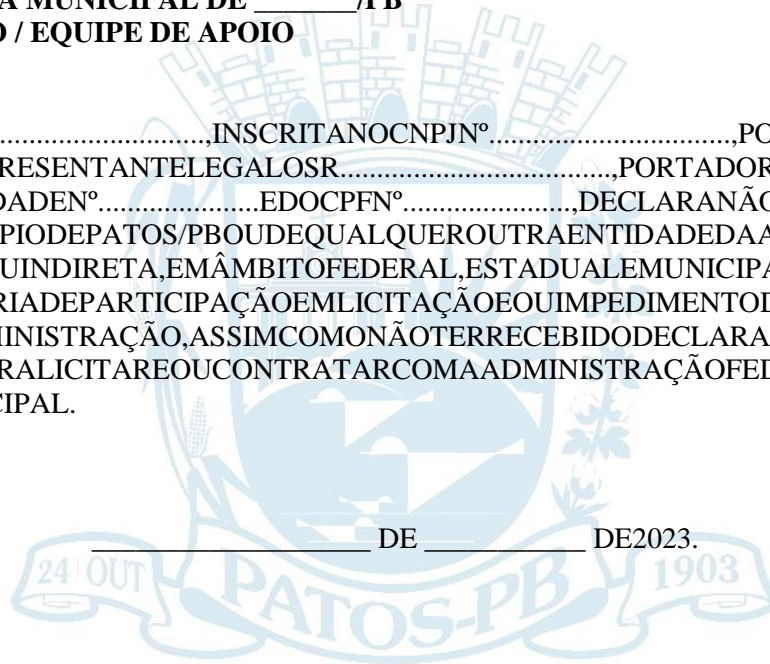 A MUNICIPAL DE _______/PB
O / EQUIPE DE APOIO
............................,INSCRITANOCNPJNº..............................,PO
RESENTANTELEGALOSR..................................,PORTADOR
DADENº....................EDOCPFNº......................,DECLARANÃO
PIODEPATOS/PBOUDEQUALQUEROUTRAENTIDADEDAA
UINDIRETA,EMÂMBITOFEDERAL,ESTADUALEMUNICIPA
RIADEPARTICIPAÇÃOEMLICITAÇÃOEOUIMPEDIMENTOD
MINISTRAÇÃO,ASSIMCOMONÃOTERRECEBIDODECLARA
RALICITAREOUCONTRATARCOMAADMINISTRAÇÃOFED
CIPAL.
___________________ DE ___________ DE2023.
24 OUT PATOS-PB 1903